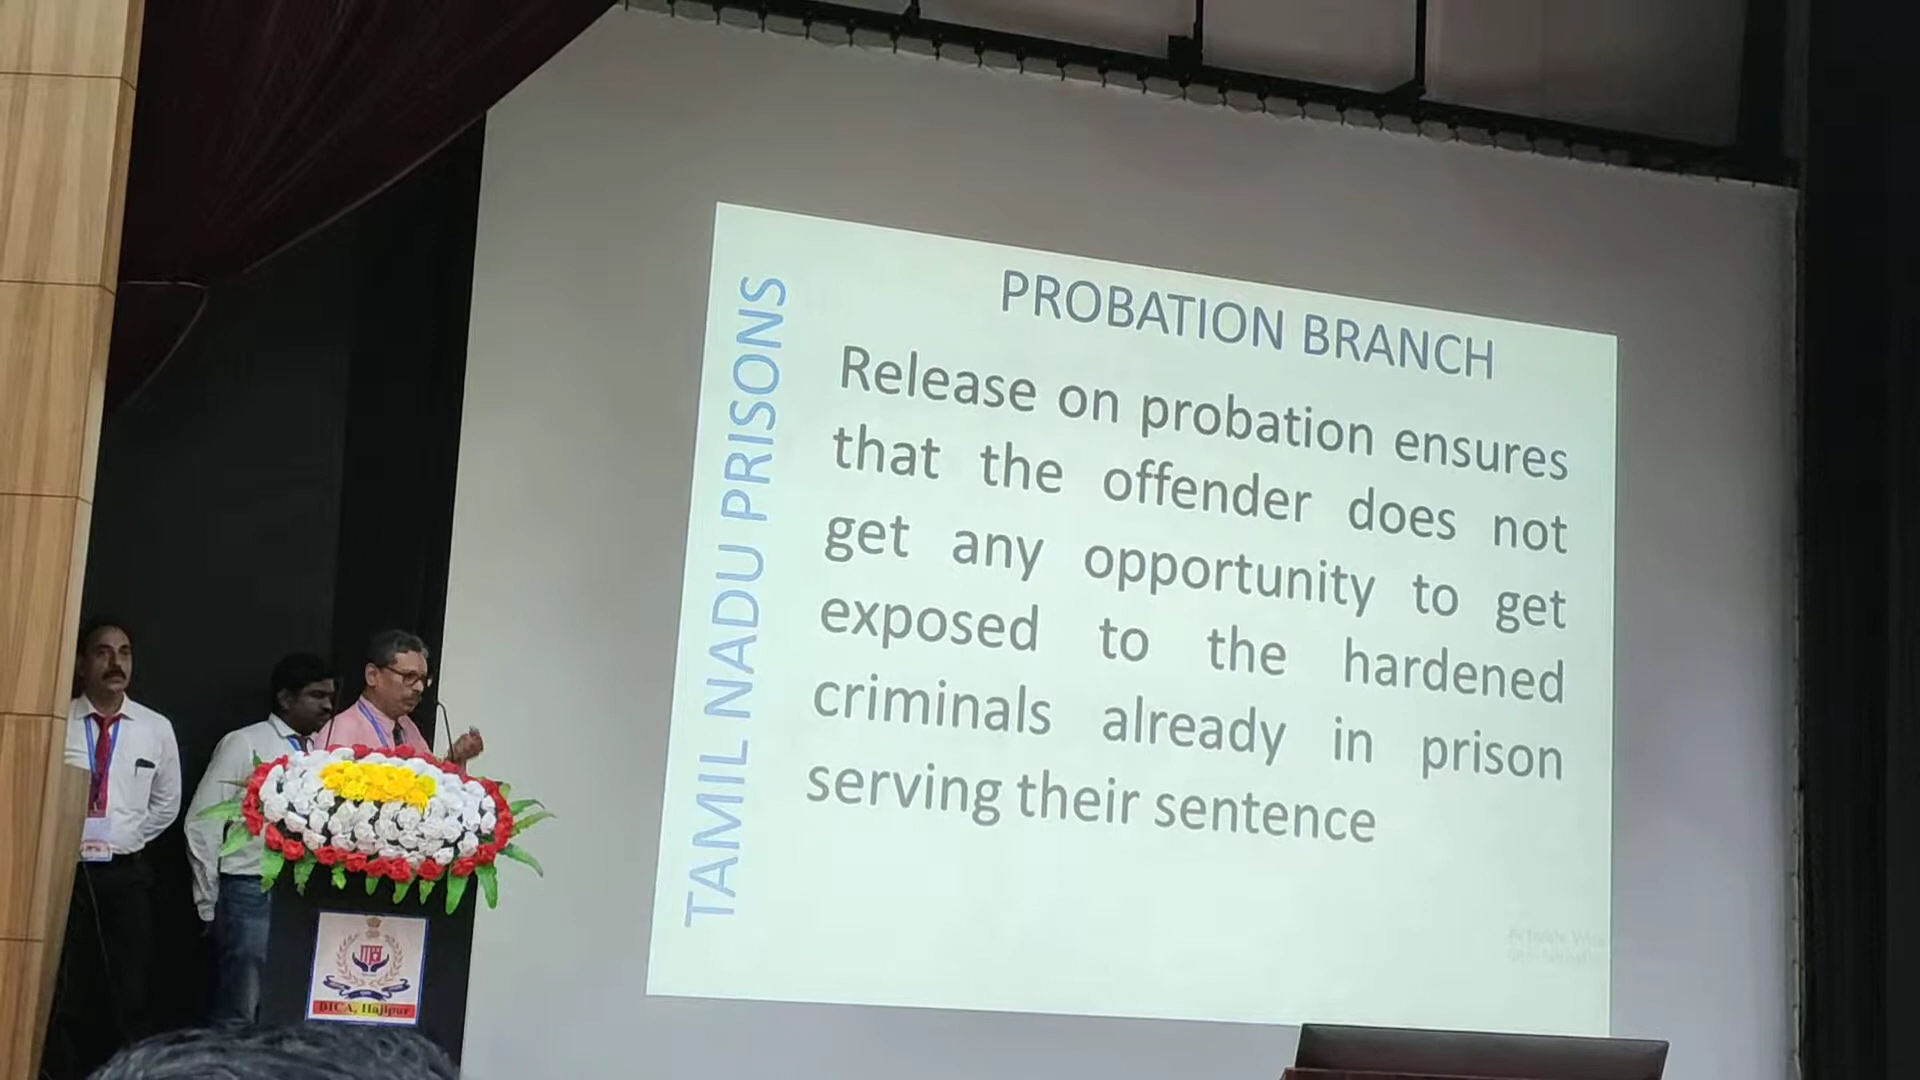 PROBATION BRANCH
TAMIL NADU PRISONS
Release on probation ensures
that the offender does not
get any opportunity to get
exposed to the hardened
criminals already in prison
serving their sentence
BICA, Hajipur